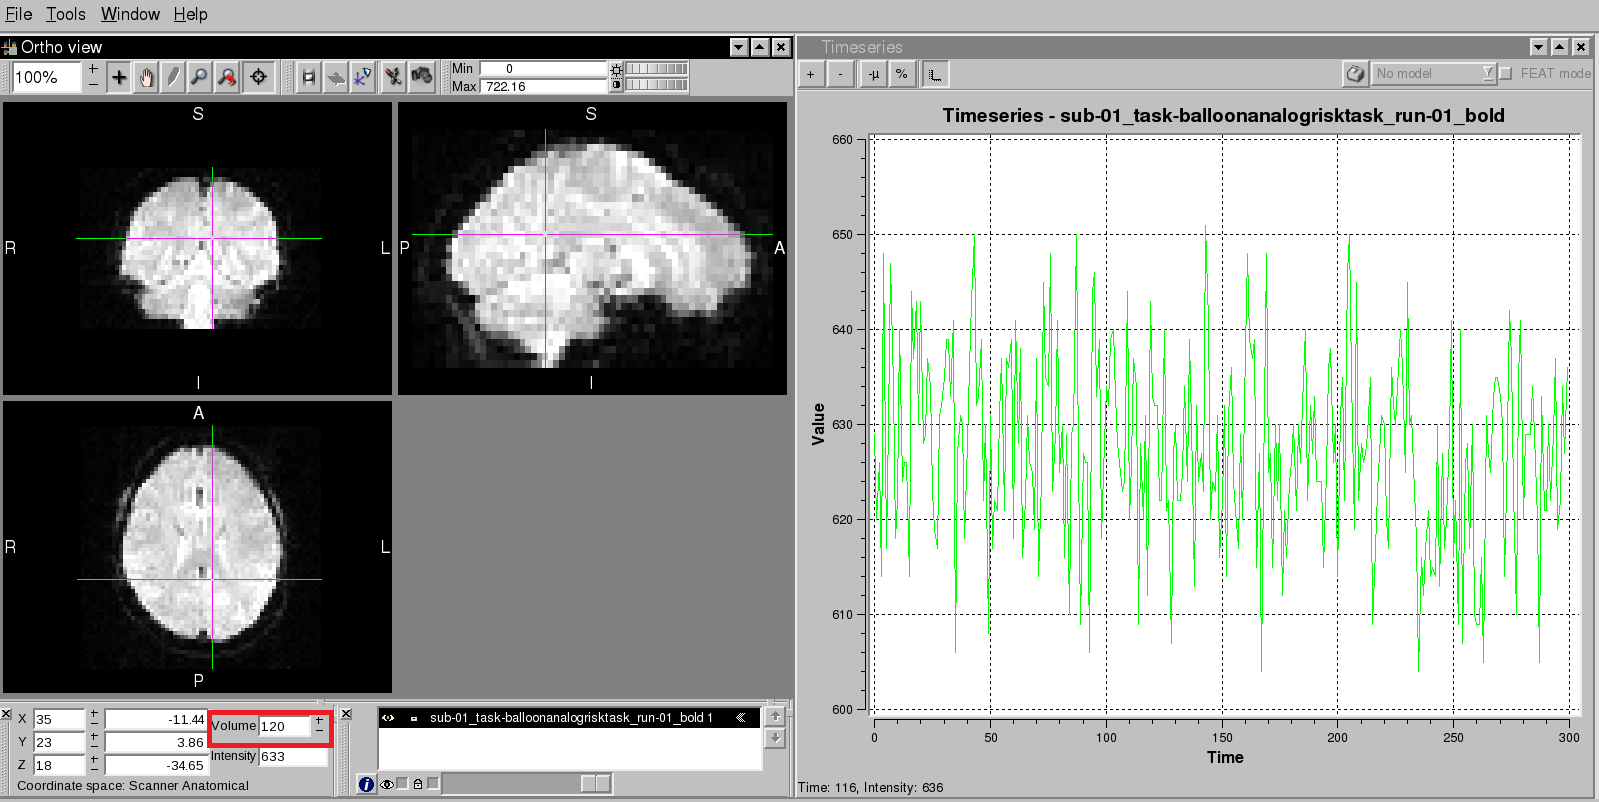 File Tools Window Help
Ortho view
100%
+
−
Min 0
Max 722.16
S
R
L
I
S
P
A
I
A
R
L
P
X 35 + − -11.44
Y 23 + − 3.86
Z 18 + − -34.65
Volume 120 + −
Intensity 633
Coordinate space: Scanner Anatomical
sub-01_task-balloonanalogrisktask_run-01_bold 1
Timeseries
+ - -μ %
No model
FEAT mode
Timeseries - sub-01_task-balloonanalogrisktask_run-01_bold
660
650
640
630
620
610
600
Value
0 50 100 150 200 250 300
Time
Time: 116, Intensity: 636